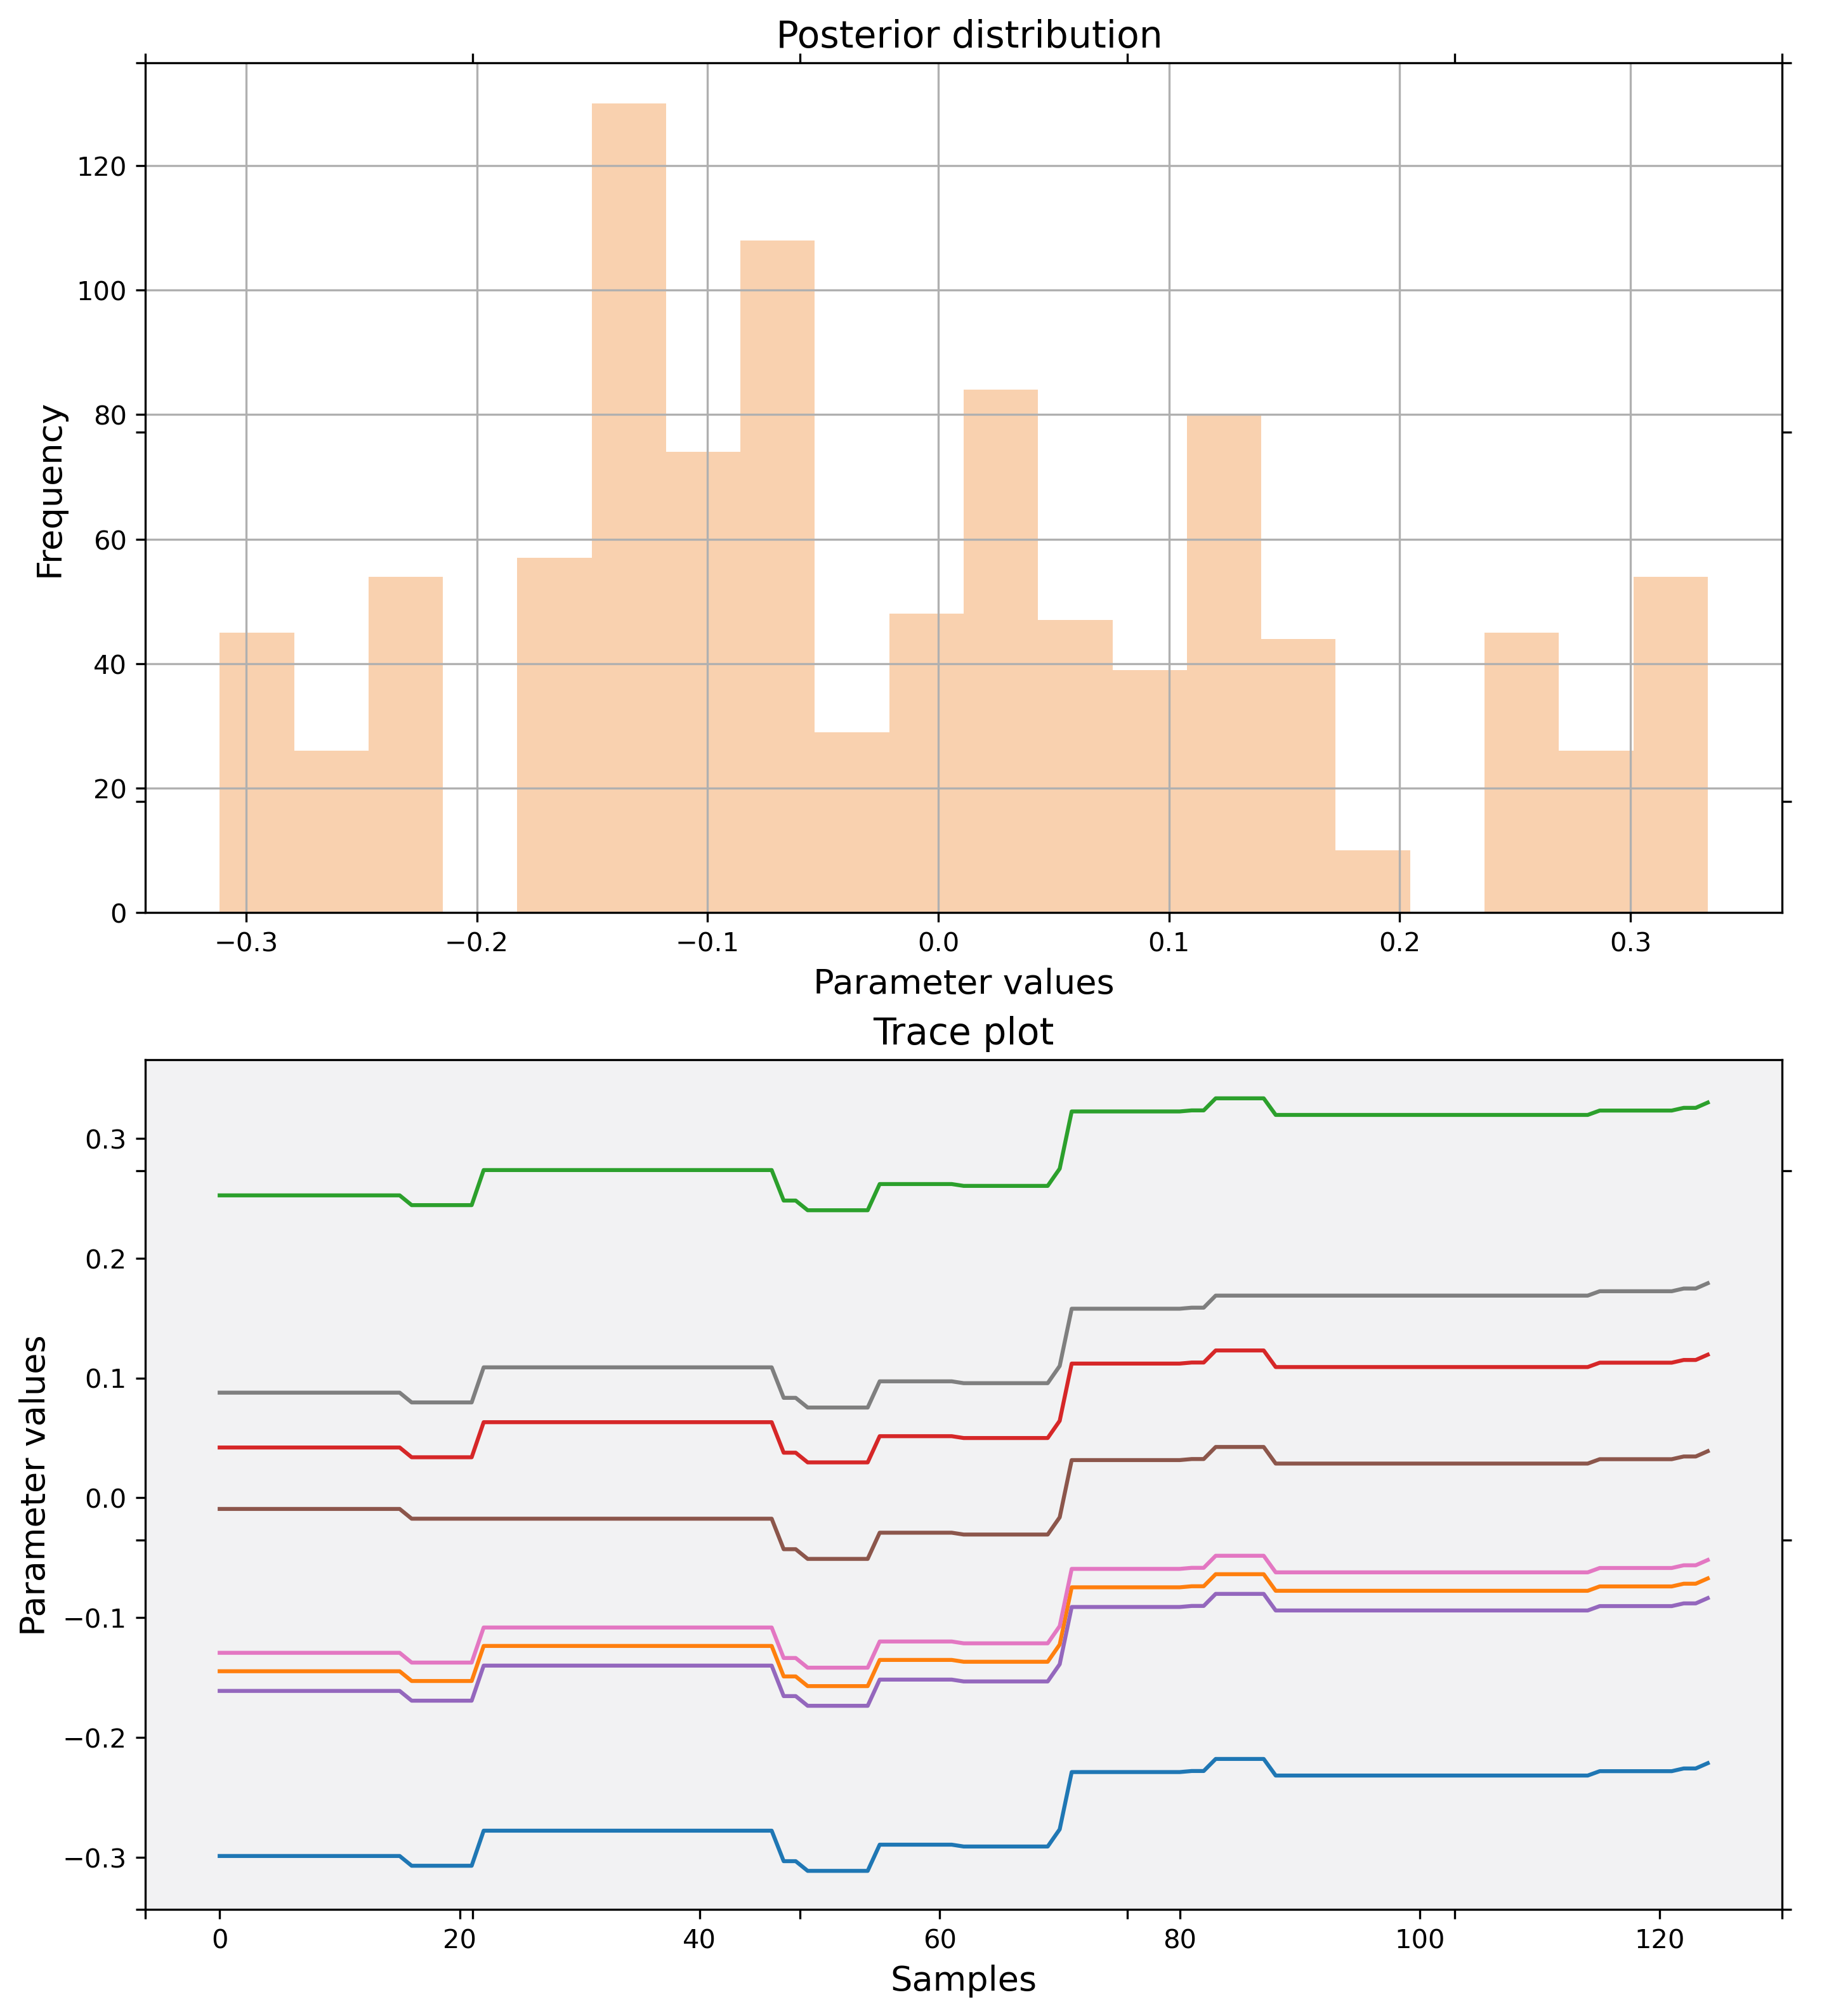 Posterior distribution
120
100
80
60
40
20
0
Frequency
−0.3 −0.2 −0.1 0.0 0.1 0.2 0.3
Parameter values
Trace plot
0.3
0.2
0.1
0.0
−0.1
−0.2
−0.3
Parameter values
0 20 40 60 80 100 120
Samples